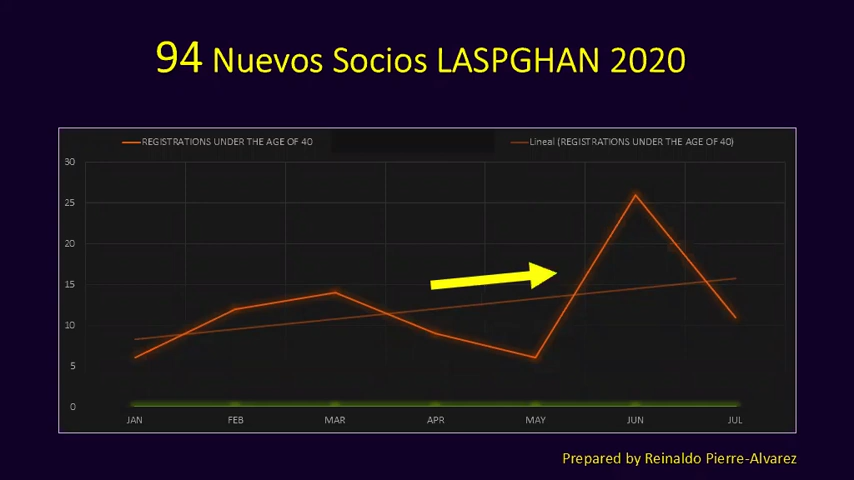 94 Nuevos Socios LASPGHAN 2020
REGISTRATIONS UNDER THE AGE OF 40
Lineal (REGISTRATIONS UNDER THE AGE OF 40)
30
25
20
15
10
5
0
JAN FEB MAR APR MAY JUN JUL
Prepared by Reinaldo Pierre-Alvarez